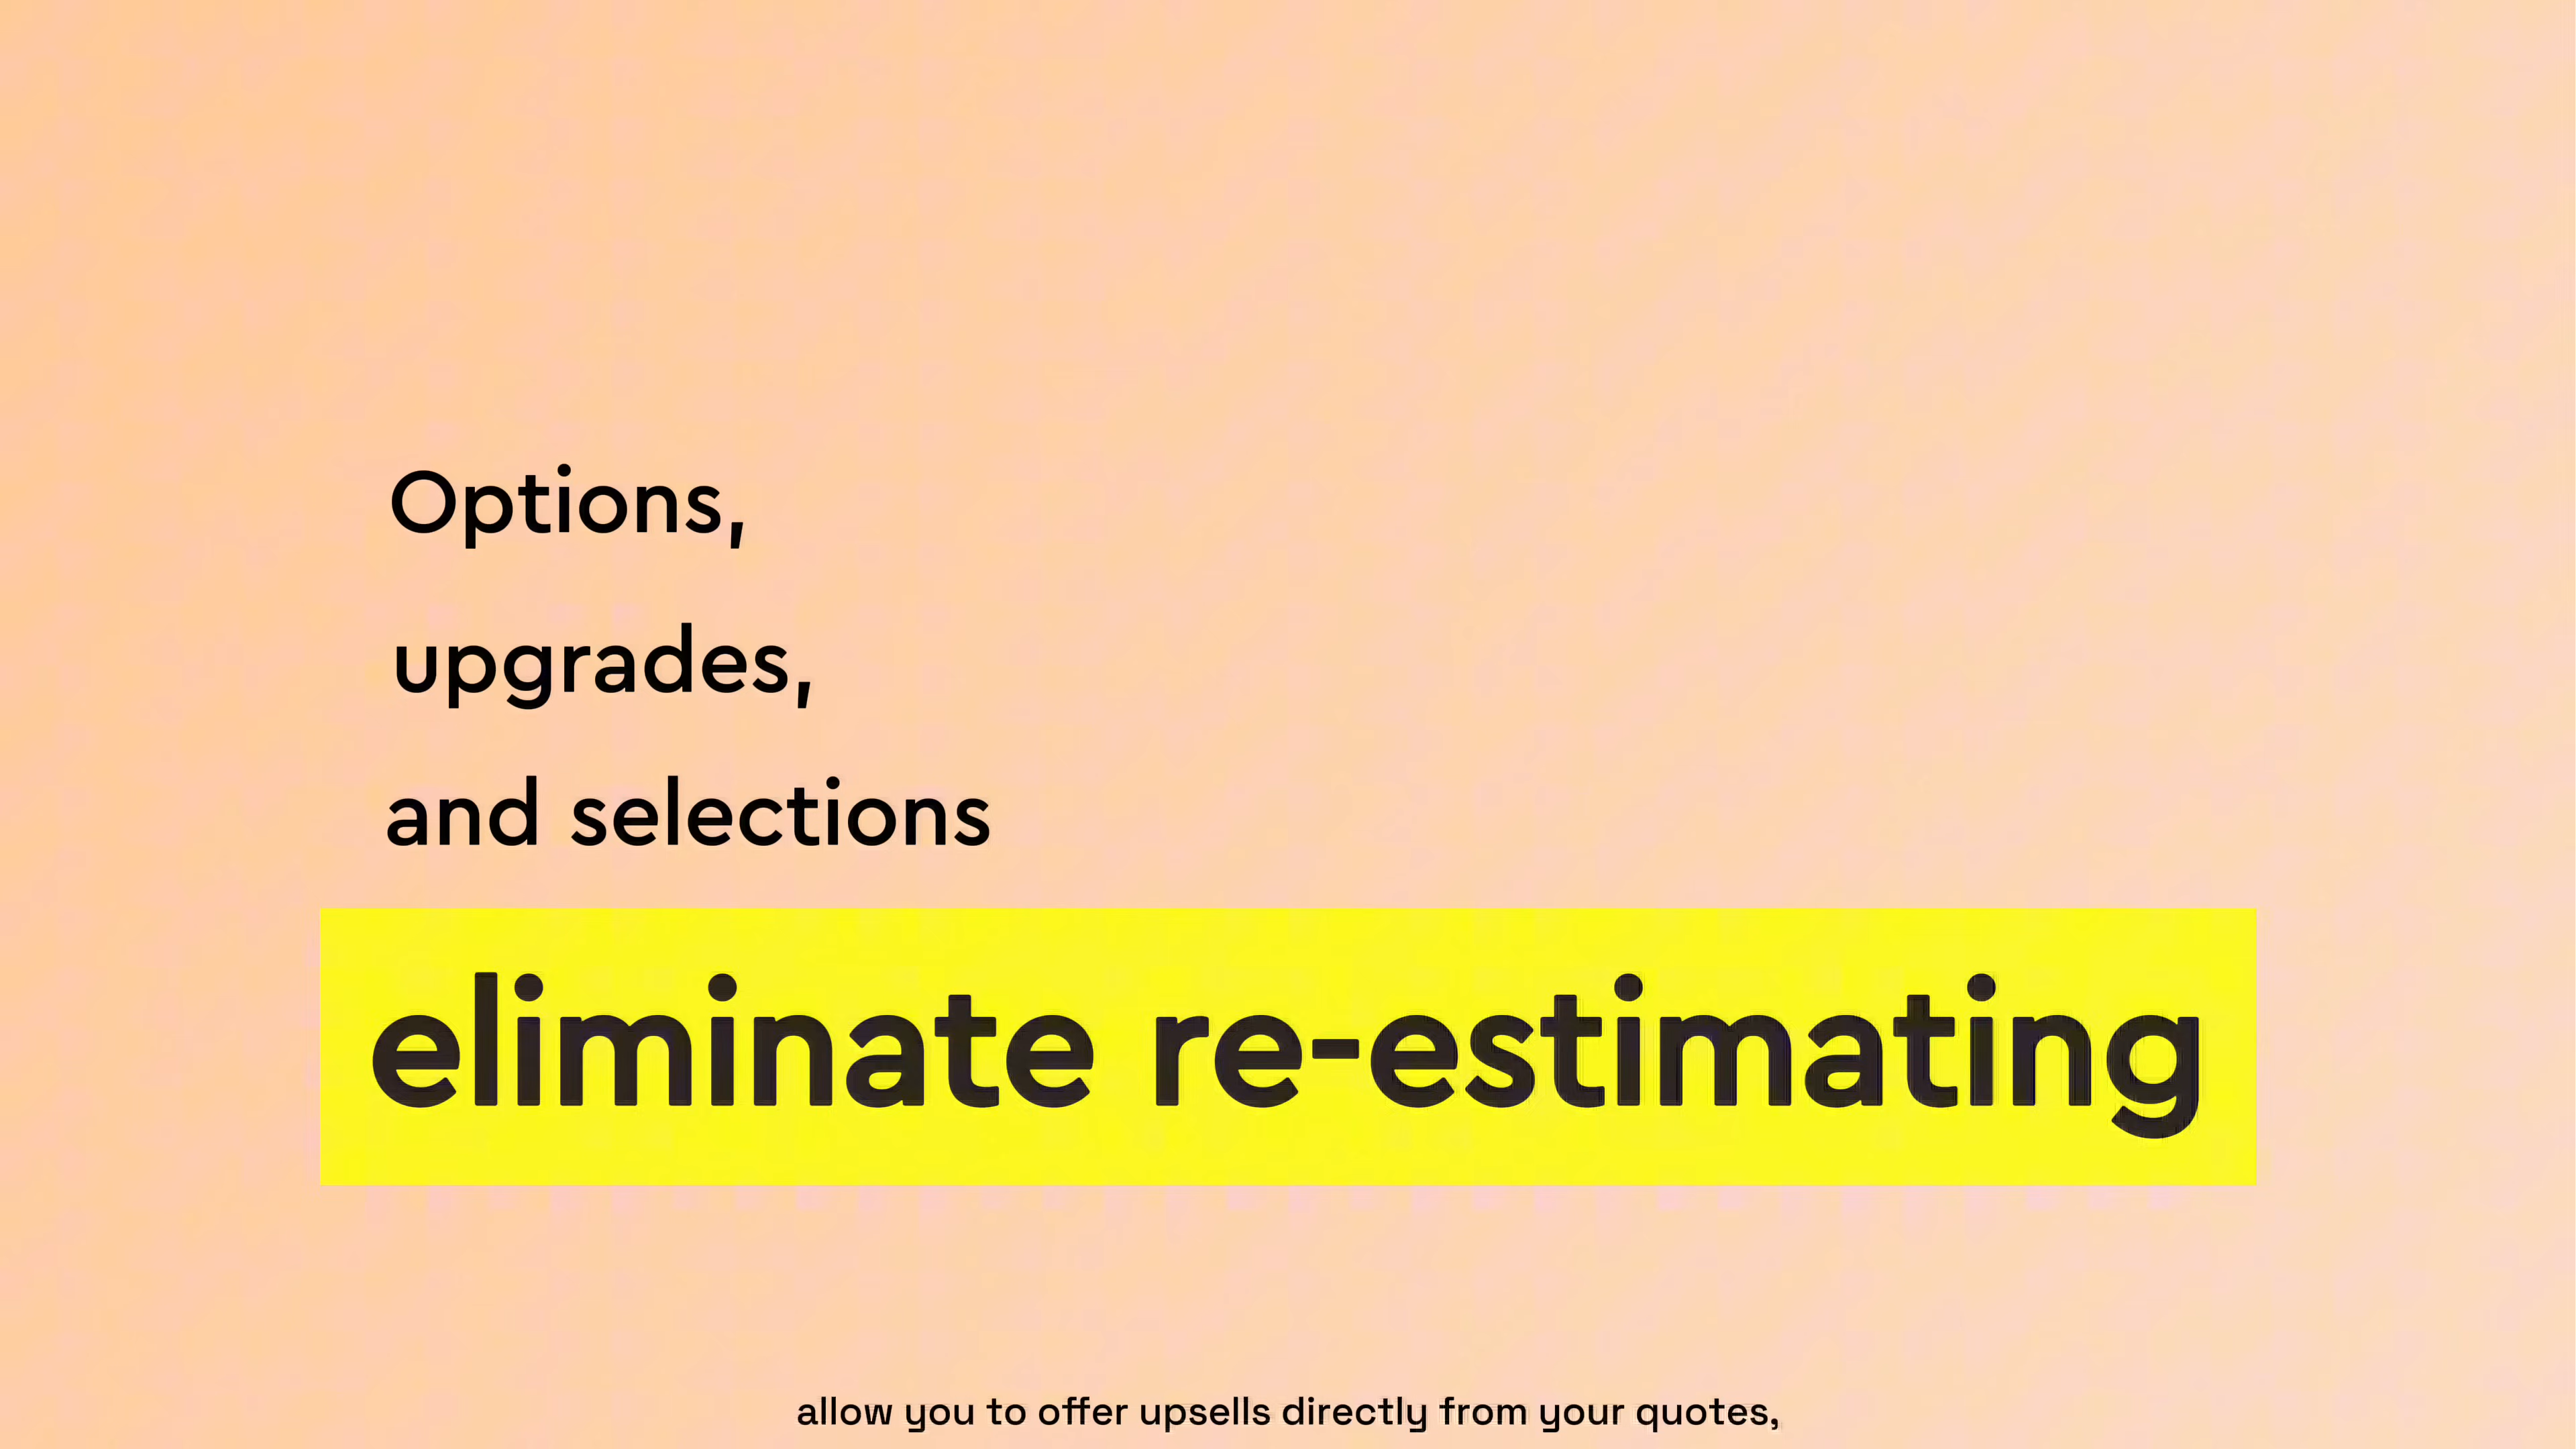 Options,
upgrades,
and selections
eliminate re-estimating
allow you to offer upsells directly from your quotes,